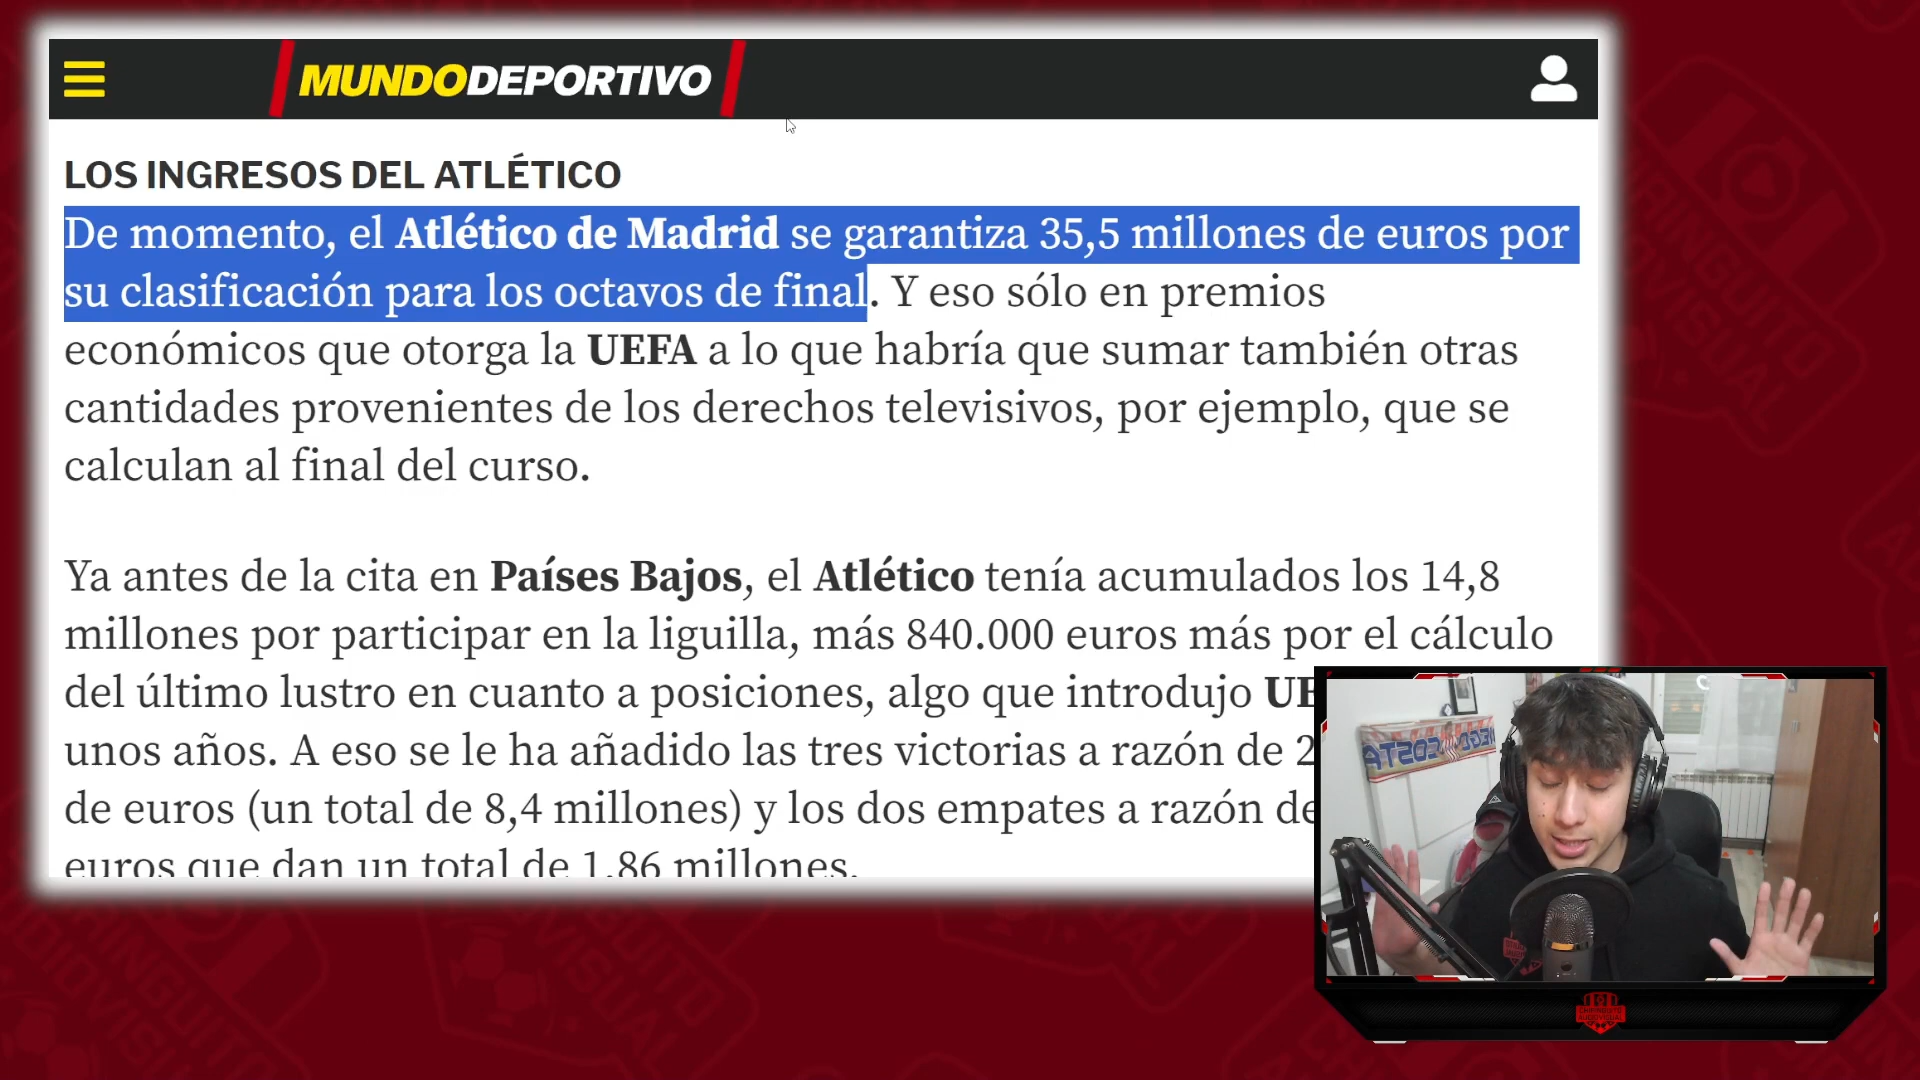 MUNDODEPORTIVO
LOS INGRESOS DEL ATLÉTICO
De momento, el Atlético de Madrid se garantiza 35,5 millones de euros por
su clasificación para los octavos de final. Y eso sólo en premios
económicos que otorga la UEFA a lo que habría que sumar también otras
cantidades provenientes de los derechos televisivos, por ejemplo, que se
calculan al final del curso.
Ya antes de la cita en Países Bajos, el Atlético tenía acumulados los 14,8
millones por participar en la liguilla, más 840.000 euros más por el cálculo
del último lustro en cuanto a posiciones, algo que introdujo
unos años. A eso se le ha añadido las tres victorias a razón de 2
de euros (un total de 8,4 millones) y los dos empates a razón de
euros que dan un total de 1,86 millones.
CHIRINGUITO
AUDIOVISUAL